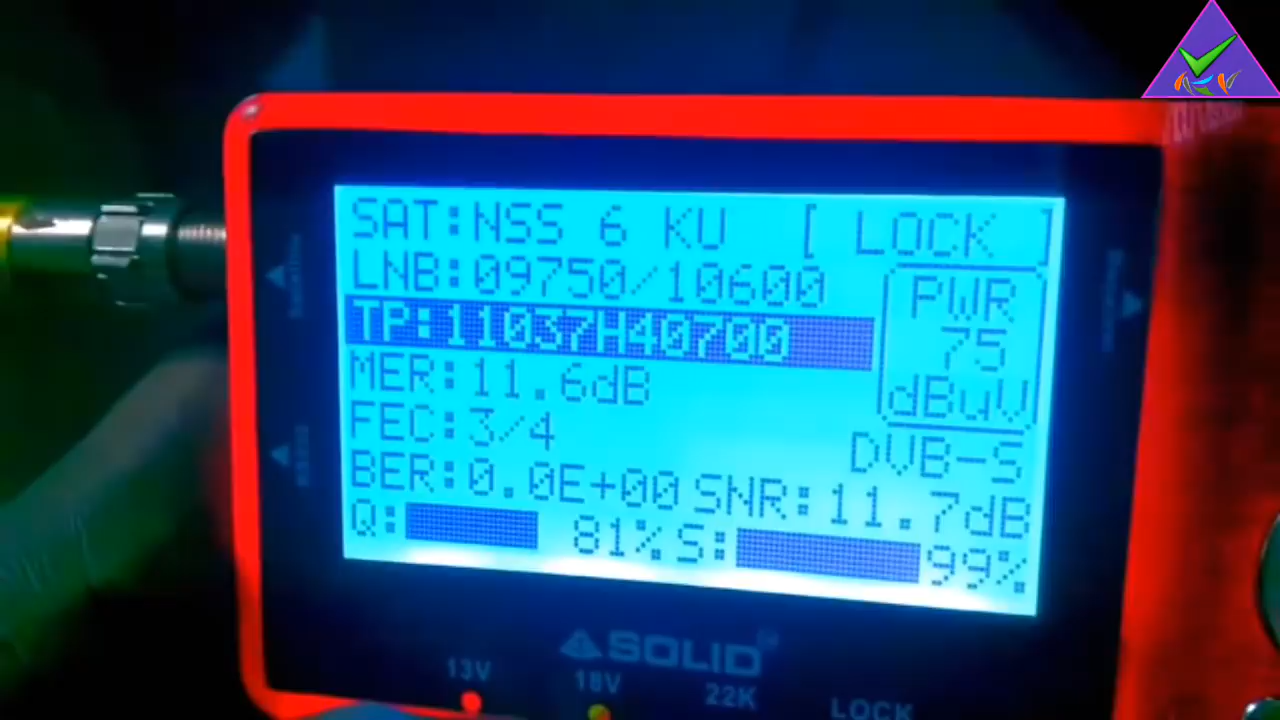 SAT:NSS 6 KU [ LOCK ]
LNB:09750/10600
PWR
75
dBuV
TP:11037H40700
MER:11.6dB
FEC:3/4
DVB-S
BER:0.0E+00 SNR:11.7dB
Q: 81% S: 99%
SOLID
13V 18V 22K LOCK